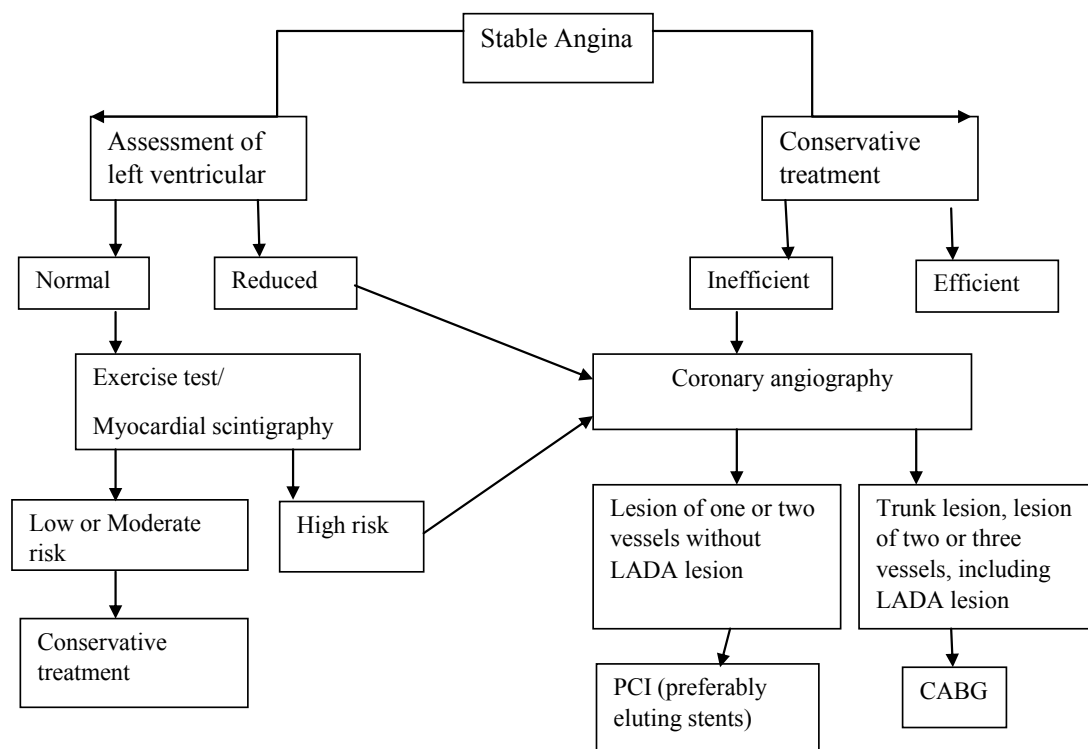 Stable Angina
Assessment of
left ventricular
Conservative
treatment
Normal
Reduced
Inefficient
Efficient
Exercise test/
Myocardial scintigraphy
Coronary angiography
Low or Moderate
risk
High risk
Lesion of one or two
vessels without
LADA lesion
Trunk lesion, lesion
of two or three
vessels, including
LADA lesion
Conservative
treatment
PCI (preferably
eluting stents)
CABG